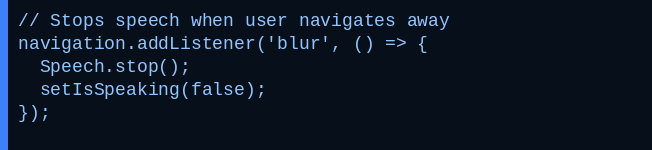 // Stops speech when user navigates away
navigation.addListener('blur', () => {
  Speech.stop();
  setIsSpeaking(false);
});